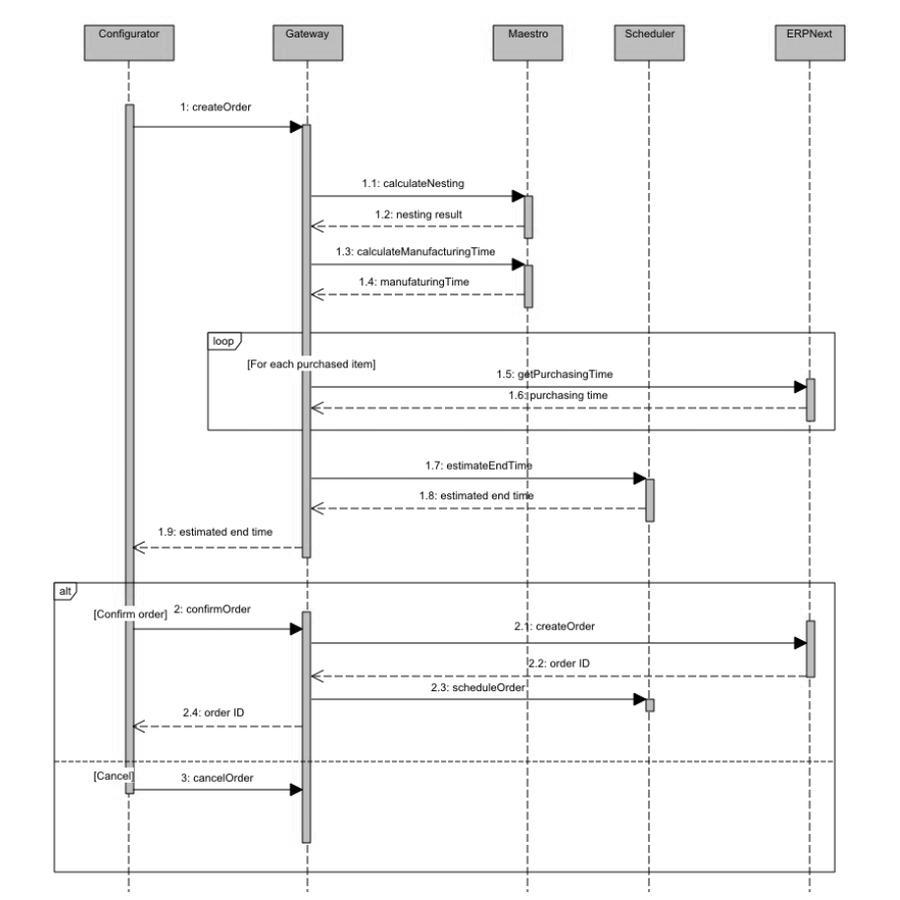 Configurator
Gateway
Maestro
Scheduler
ERPNext
1: createOrder
1.1: calculateNesting
1.2: nesting result
1.3: calculateManufacturingTime
1.4: manufaturingTime
loop
[For each purchased item]
1.5: getPurchasingTime
1.6: purchasing time
1.7: estimateEndTime
1.8: estimated end time
1.9: estimated end time
alt
[Confirm order]
2: confirmOrder
2.1: createOrder
2.2: order ID
2.3: scheduleOrder
2.4: order ID
[Cancel]
3: cancelOrder